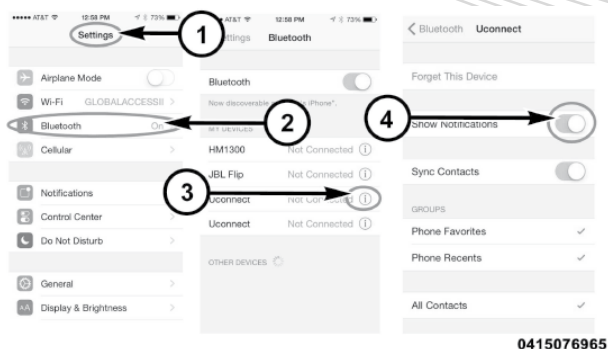 AT&T 12:58 PM 73%
Settings
1
Airplane Mode
Wi-Fi GLOBALACCESSII
Bluetooth On
Cellular
Notifications
Control Center
Do Not Disturb
General
Display & Brightness
AT&T 12:58 PM 73%
Settings Bluetooth
Bluetooth
Now discoverable iPhone".
2
MY DEVICES
HM1300 Not Connected
JBL Flip Not Connected
3
Uconnect Not Connected
Uconnect Not Connected
OTHER DEVICES
Bluetooth Uconnect
Forget This Device
4
Show Notifications
Sync Contacts
GROUPS
Phone Favorites
Phone Recents
All Contacts
0415076965